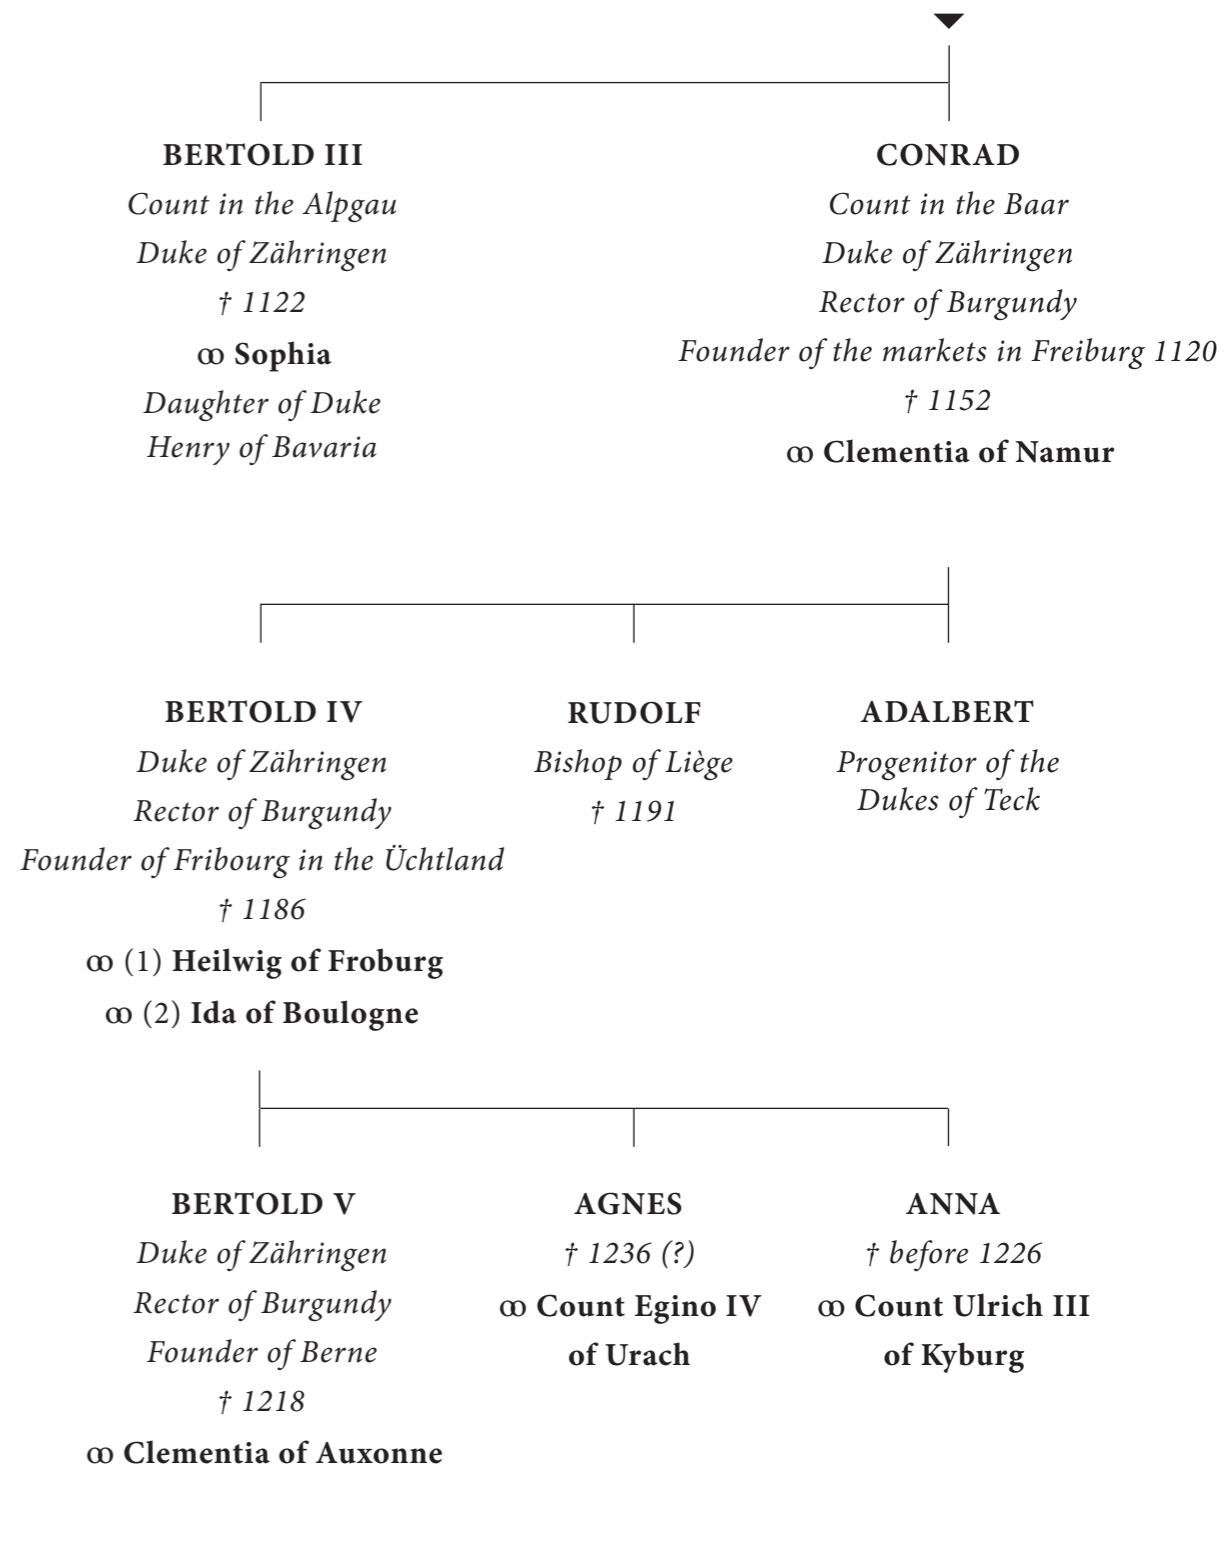 BERTOLD III
Count in the Alpgau
Duke of Zähringen
† 1122
ꝏ Sophia
Daughter of Duke
Henry of Bavaria
CONRAD
Count in the Baar
Duke of Zähringen
Rector of Burgundy
Founder of the markets in Freiburg 1120
† 1152
ꝏ Clementia of Namur
BERTOLD IV
Duke of Zähringen
Rector of Burgundy
Founder of Fribourg in the Üchtland
† 1186
ꝏ (1) Heilwig of Froburg
ꝏ (2) Ida of Boulogne
RUDOLF
Bishop of Liège
† 1191
ADALBERT
Progenitor of the
Dukes of Teck
BERTOLD V
Duke of Zähringen
Rector of Burgundy
Founder of Berne
† 1218
ꝏ Clementia of Auxonne
AGNES
† 1236 (?)
ꝏ Count Egino IV
of Urach
ANNA
† before 1226
ꝏ Count Ulrich III
of Kyburg